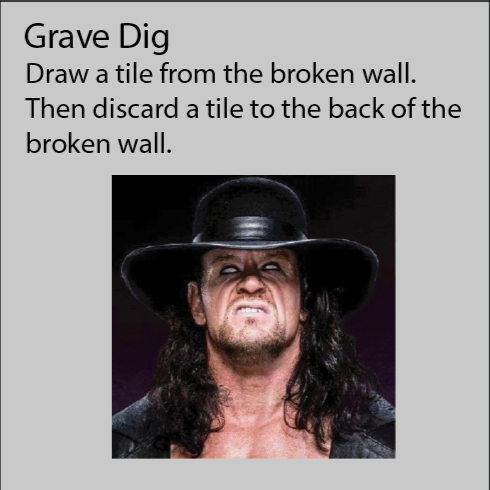 Grave Dig
Draw a tile from the broken wall.
Then discard a tile to the back of the
broken wall.